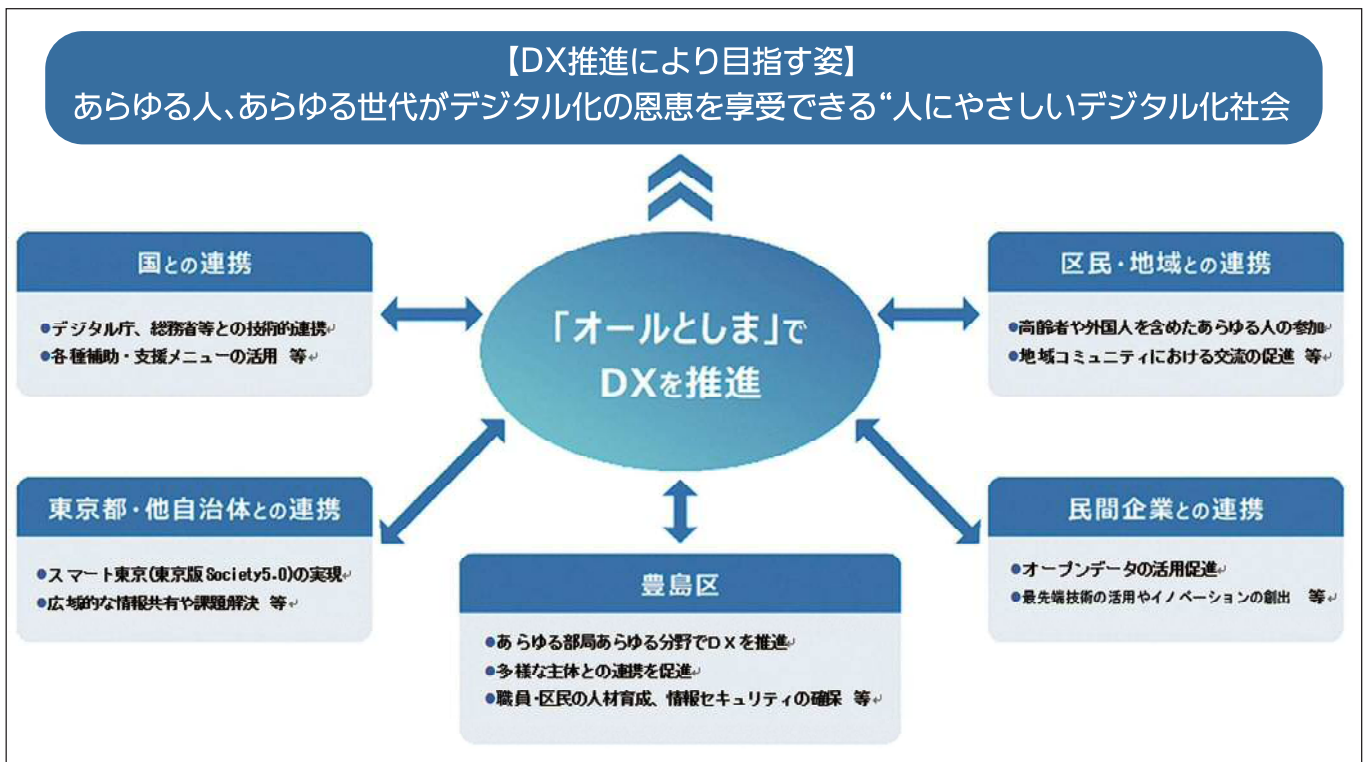 【DX推進により目指す姿】
あらゆる人、あらゆる世代がデジタル化の恩恵を享受できる“人にやさしいデジタル化社会
国との連携
●デジタル庁、総務省等との技術的連携↵
●各種補助・支援メニューの活用 等↵
「オールとしま」で
DXを推進
区民・地域との連携
●高齢者や外国人を含めたあらゆる人の参加↵
●地域コミュニティにおける交流の促進 等↵
東京都・他自治体との連携
●スマート東京(東京版Society5.0)の実現↵
●広域的な情報共有や課題解決 等↵
豊島区
●あらゆる部局あらゆる分野でDXを推進↵
●多様な主体との連携を促進↵
●職員・区民の人材育成、情報セキュリティの確保 等↵
民間企業との連携
●オープンデータの活用促進↵
●最先端技術の活用やイノベーションの創出 等↵